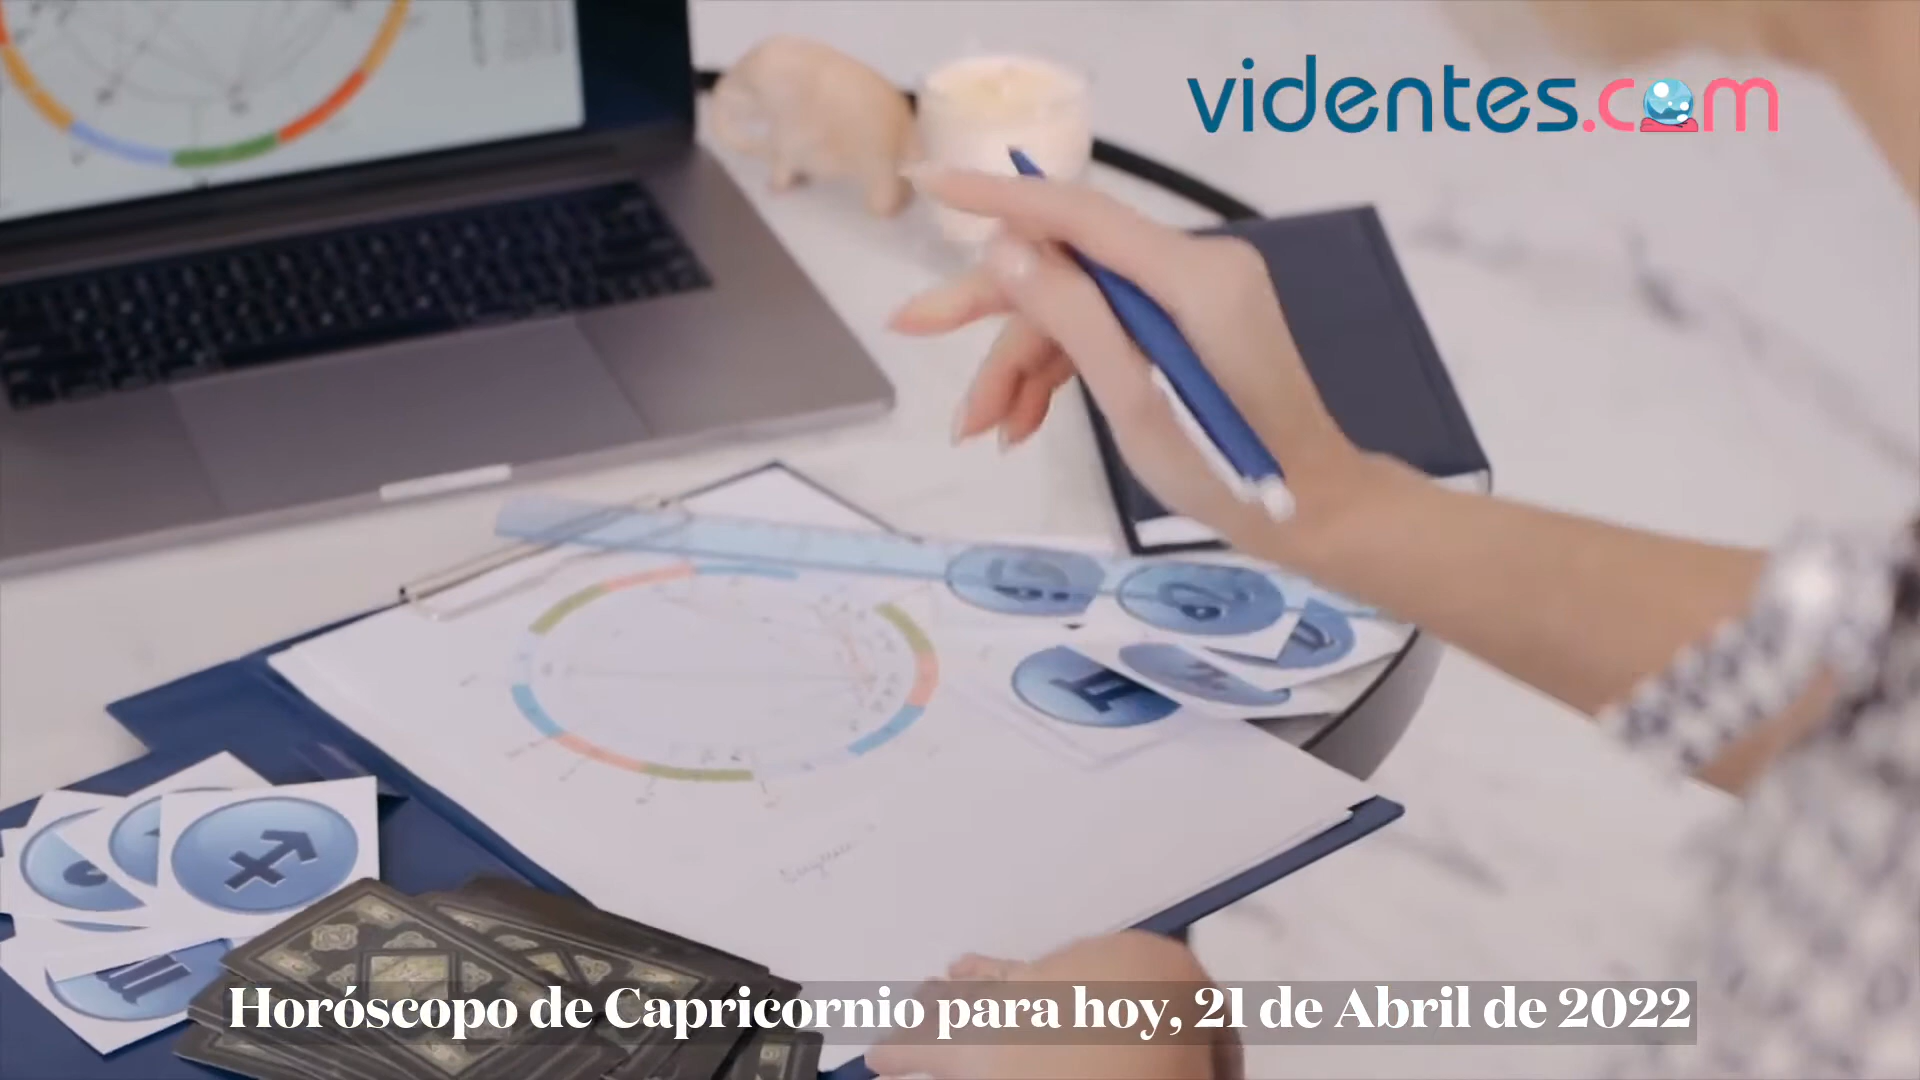 videntes.com
Horóscopo de Capricornio para hoy, 21 de Abril de 2022